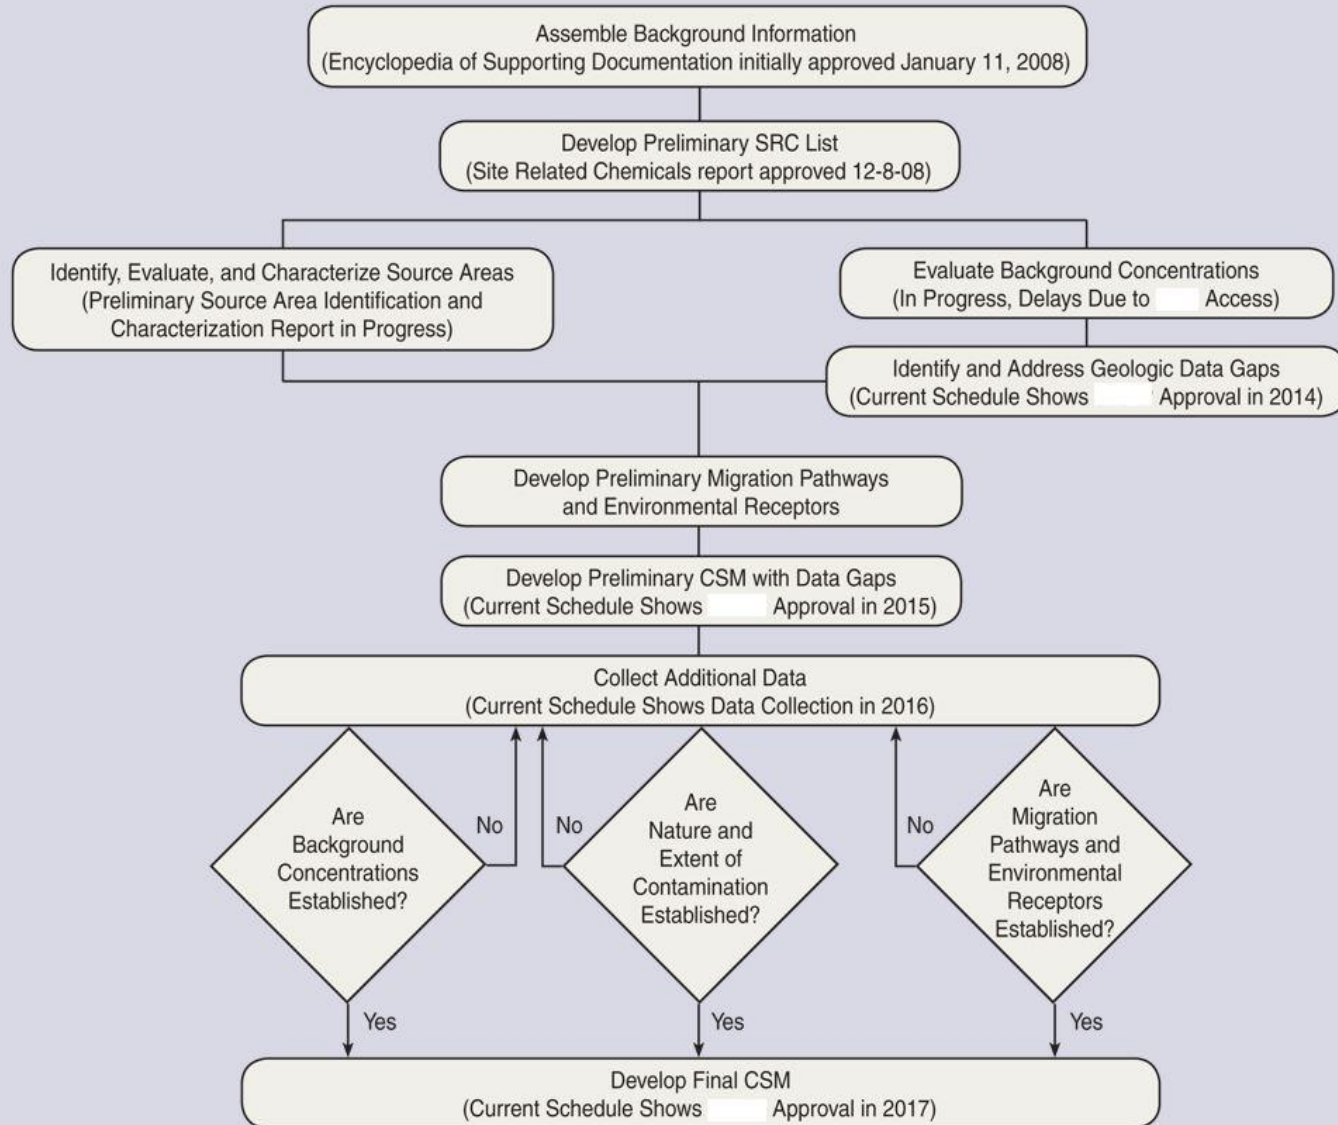 Assemble Background Information
(Encyclopedia of Supporting Documentation initially approved January 11, 2008)
Develop Preliminary SRC List
(Site Related Chemicals report approved 12-8-08)
Identify, Evaluate, and Characterize Source Areas
(Preliminary Source Area Identification and
Characterization Report in Progress)
Evaluate Background Concentrations
(In Progress, Delays Due to Access)
Identify and Address Geologic Data Gaps
(Current Schedule Shows Approval in 2014)
Develop Preliminary Migration Pathways
and Environmental Receptors
Develop Preliminary CSM with Data Gaps
(Current Schedule Shows Approval in 2015)
Collect Additional Data
(Current Schedule Shows Data Collection in 2016)
Are
Background
Concentrations
Established?
No
No
Are
Nature and
Extent of
Contamination
Established?
No
Are
Migration
Pathways and
Environmental
Receptors
Established?
Yes
Yes
Yes
Develop Final CSM
(Current Schedule Shows Approval in 2017)